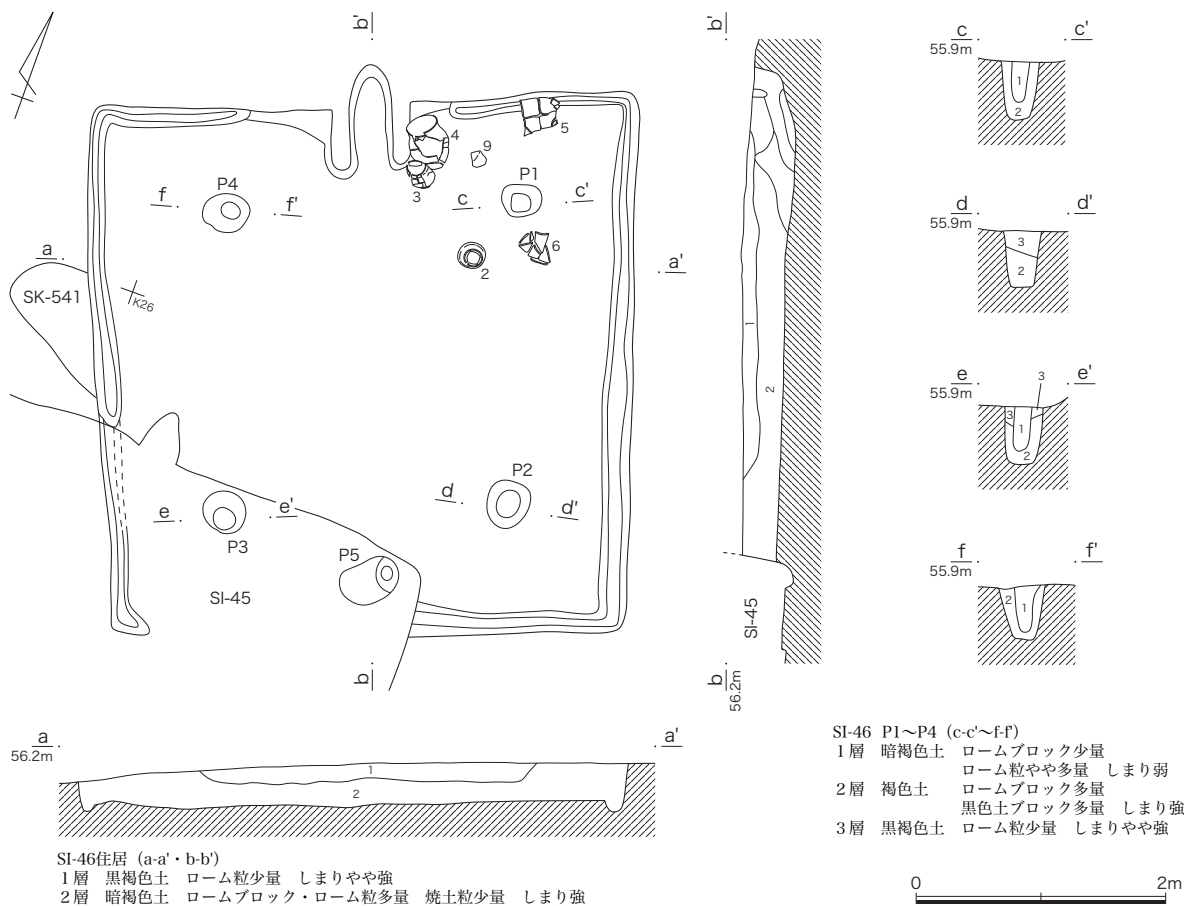 b'
b'
c
c'
55.9m
1
2
4
5
9
3
P1
P4
f
f'
c
c'
6
2
d
d'
55.9m
3
2
a
a'
SK-541
K26
1
2
e
e'
55.9m
3
3
1
2
P2
d
d'
e
e'
P3
P5
SI-45
SI-45
f
f'
55.9m
2
1
b
b
56.2m
a
a'
56.2m
1
2
SI-46 P1〜P4（c-c'〜f-f'）
1層 暗褐色土 ロームブロック少量
ローム粒やや多量 しまり弱
2層 褐色土 ロームブロック多量
黒色土ブロック多量 しまり強
3層 黒褐色土 ローム粒少量 しまりやや強
SI-46住居（a-a'・b-b'）
1層 黒褐色土 ローム粒少量 しまりやや強
2層 暗褐色土 ロームブロック・ローム粒多量 焼土粒少量 しまり強
0
2m